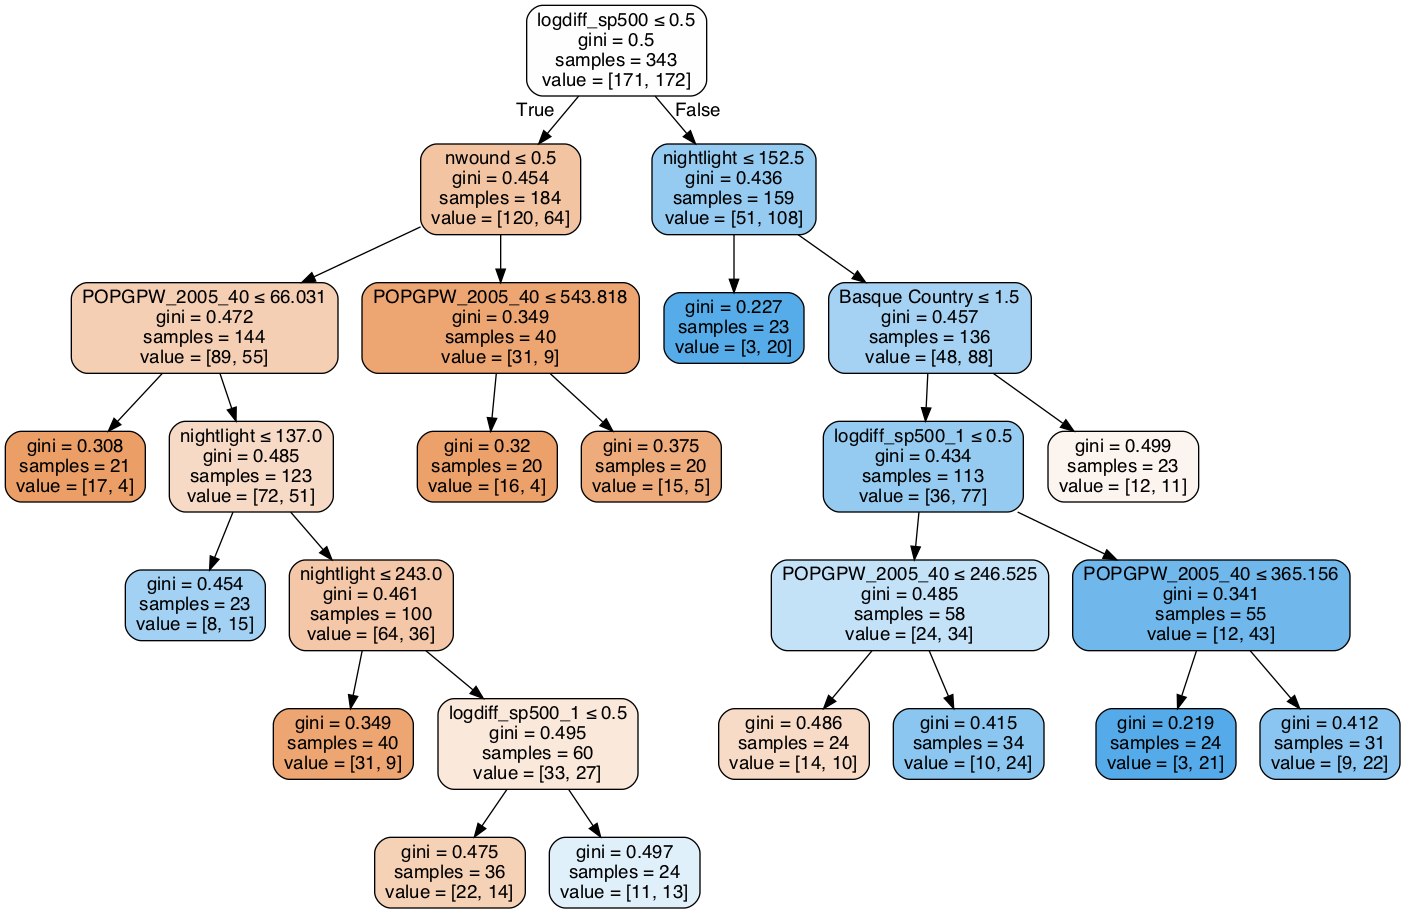 logdiff_sp500 ≤ 0.5
gini = 0.5
samples = 343
value = [171, 172]
True
False
nwound ≤ 0.5
gini = 0.454
samples = 184
value = [120, 64]
nightlight ≤ 152.5
gini = 0.436
samples = 159
value = [51, 108]
POPGPW_2005_40 ≤ 66.031
gini = 0.472
samples = 144
value = [89, 55]
POPGPW_2005_40 ≤ 543.818
gini = 0.349
samples = 40
value = [31, 9]
gini = 0.227
samples = 23
value = [3, 20]
Basque Country ≤ 1.5
gini = 0.457
samples = 136
value = [48, 88]
gini = 0.308
samples = 21
value = [17, 4]
nightlight ≤ 137.0
gini = 0.485
samples = 123
value = [72, 51]
gini = 0.32
samples = 20
value = [16, 4]
gini = 0.375
samples = 20
value = [15, 5]
logdiff_sp500_1 ≤ 0.5
gini = 0.434
samples = 113
value = [36, 77]
gini = 0.499
samples = 23
value = [12, 11]
gini = 0.454
samples = 23
value = [8, 15]
nightlight ≤ 243.0
gini = 0.461
samples = 100
value = [64, 36]
POPGPW_2005_40 ≤ 246.525
gini = 0.485
samples = 58
value = [24, 34]
POPGPW_2005_40 ≤ 365.156
gini = 0.341
samples = 55
value = [12, 43]
gini = 0.349
samples = 40
value = [31, 9]
logdiff_sp500_1 ≤ 0.5
gini = 0.495
samples = 60
value = [33, 27]
gini = 0.486
samples = 24
value = [14, 10]
gini = 0.415
samples = 34
value = [10, 24]
gini = 0.219
samples = 24
value = [3, 21]
gini = 0.412
samples = 31
value = [9, 22]
gini = 0.475
samples = 36
value = [22, 14]
gini = 0.497
samples = 24
value = [11, 13]